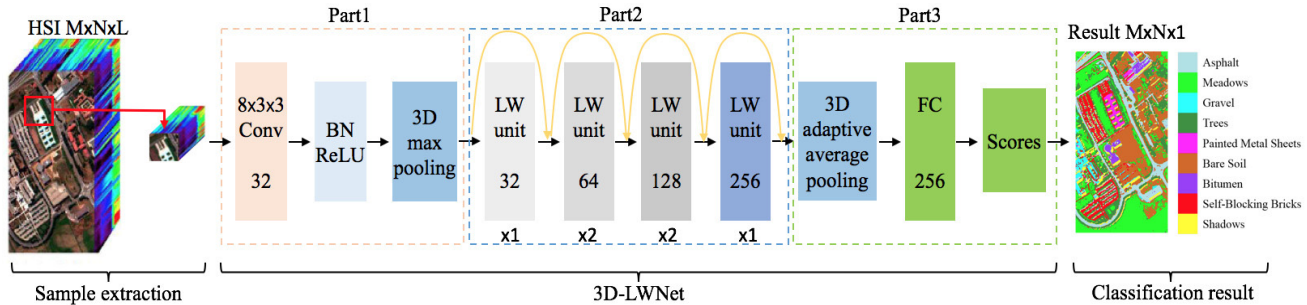 Part1
Part2
Part3
HSI MxNxL
8x3x3
Conv
32
BN
ReLU
3D
max
pooling
LW
unit
32
x1
LW
unit
64
x2
LW
unit
128
x2
LW
unit
256
x1
3D
adaptive
average
pooling
FC
256
Scores
Result MxNx1
Asphalt
Meadows
Gravel
Trees
Painted Metal Sheets
Bare Soil
Bitumen
Self-Blocking Bricks
Shadows
Sample extraction
3D-LWNet
Classification result